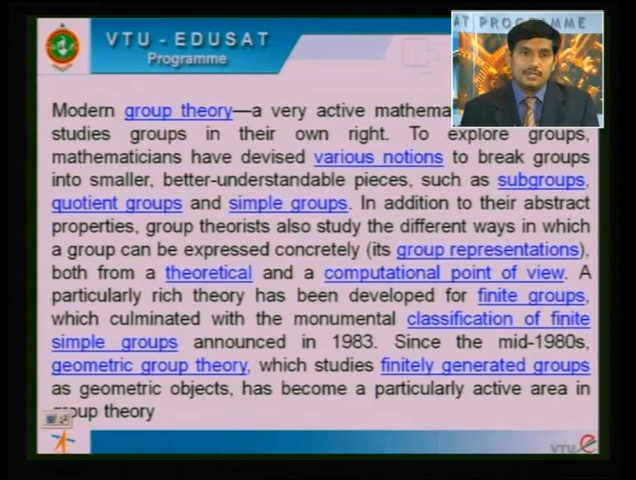 VTU - EDUSAT
Programme
AT PROGRAMME
Modern group theory—a very active mathema
studies groups in their own right. To explore groups,
mathematicians have devised various notions to break groups
into smaller, better-understandable pieces, such as subgroups,
quotient groups and simple groups. In addition to their abstract
properties, group theorists also study the different ways in which
a group can be expressed concretely (its group representations),
both from a theoretical and a computational point of view. A
particularly rich theory has been developed for finite groups,
which culminated with the monumental classification of finite
simple groups announced in 1983. Since the mid-1980s,
geometric group theory, which studies finitely generated groups
as geometric objects, has become a particularly active area in
group theory
VTU e